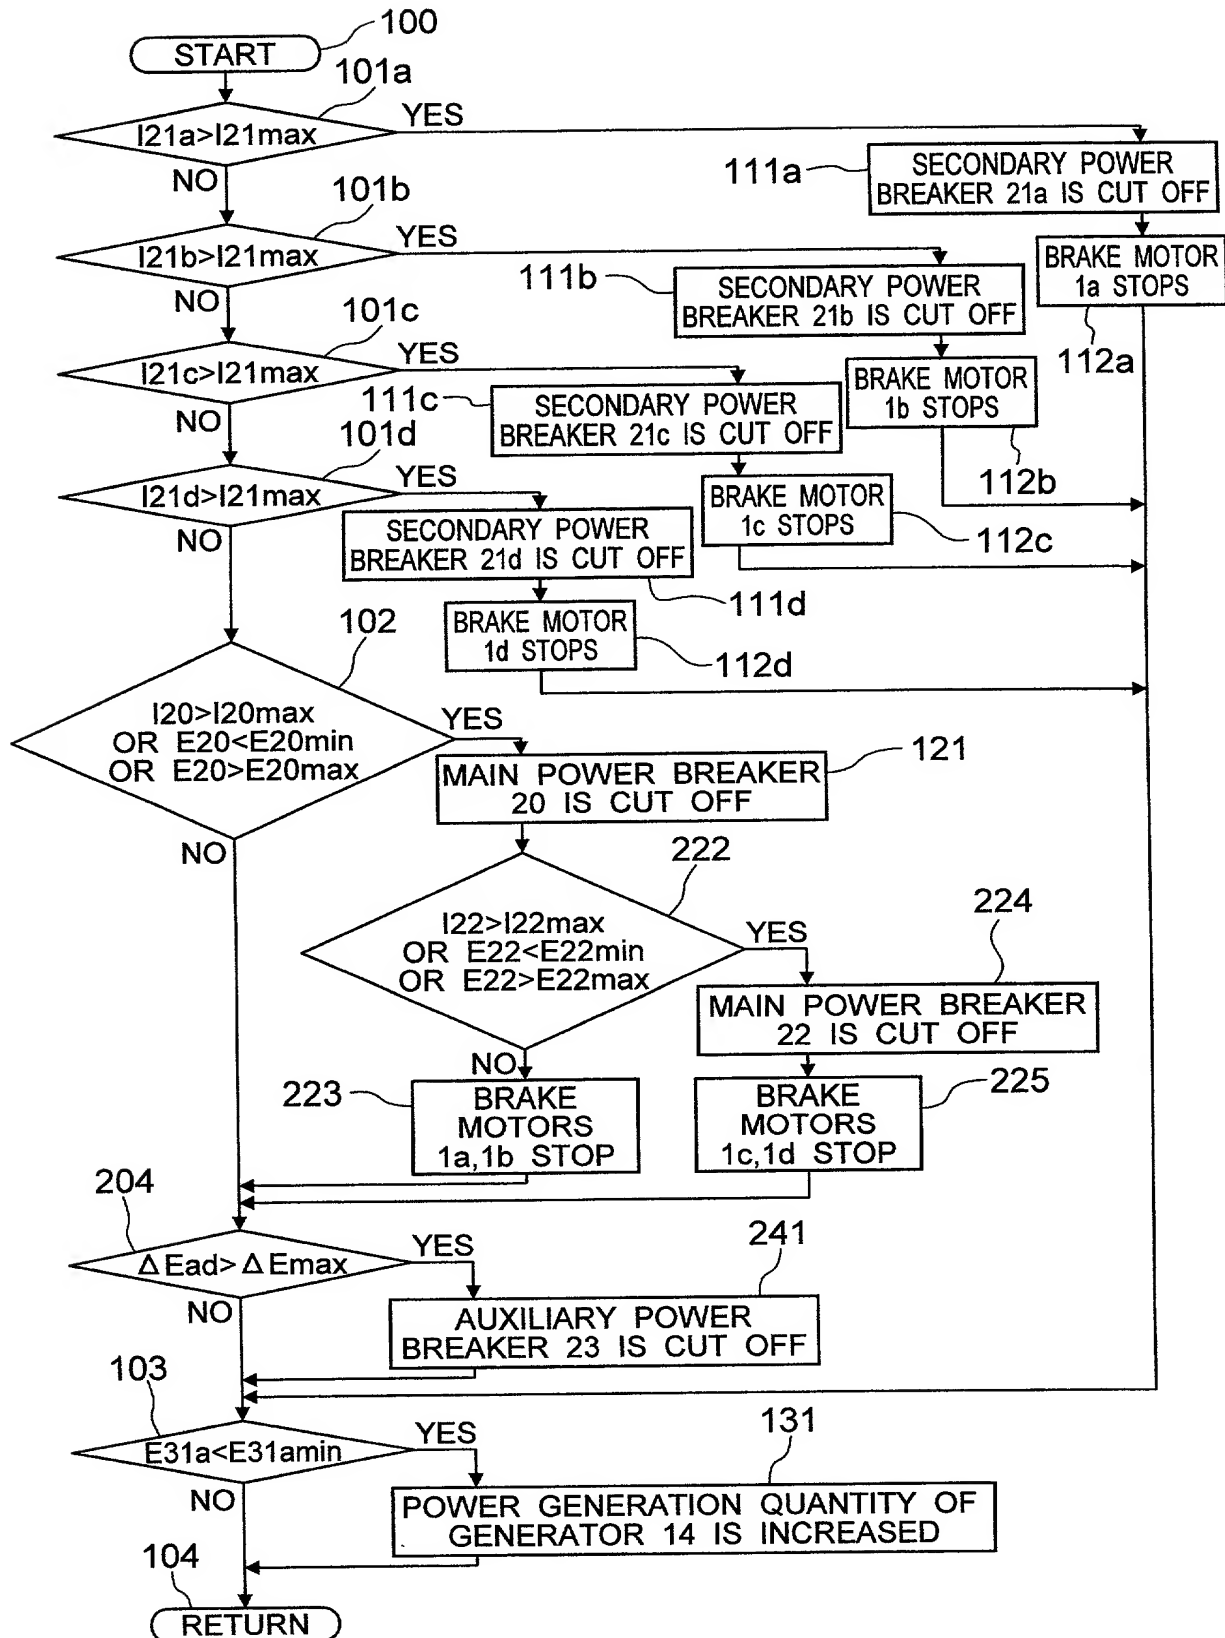 100
START
101a
I21a>I21max
YES
NO
111a
SECONDARY POWER
BREAKER 21a IS CUT OFF
BRAKE MOTOR
1a STOPS
112a
101b
I21b>I21max
YES
NO
111b
SECONDARY POWER
BREAKER 21b IS CUT OFF
BRAKE MOTOR
1b STOPS
112b
101c
I21c>I21max
YES
NO
111c
SECONDARY POWER
BREAKER 21c IS CUT OFF
BRAKE MOTOR
1c STOPS
112c
101d
I21d>I21max
YES
NO
SECONDARY POWER
BREAKER 21d IS CUT OFF
111d
BRAKE MOTOR
1d STOPS
112d
102
I20>I20max
OR E20<E20min
OR E20>E20max
YES
NO
121
MAIN POWER BREAKER
20 IS CUT OFF
222
I22>I22max
OR E22<E22min
OR E22>E22max
YES
NO
224
MAIN POWER BREAKER
22 IS CUT OFF
223
BRAKE
MOTORS
1a,1b STOP
225
BRAKE
MOTORS
1c,1d STOP
204
ΔEad>ΔEmax
YES
NO
241
AUXILIARY POWER
BREAKER 23 IS CUT OFF
103
E31a<E31amin
YES
NO
131
POWER GENERATION QUANTITY OF
GENERATOR 14 IS INCREASED
104
RETURN